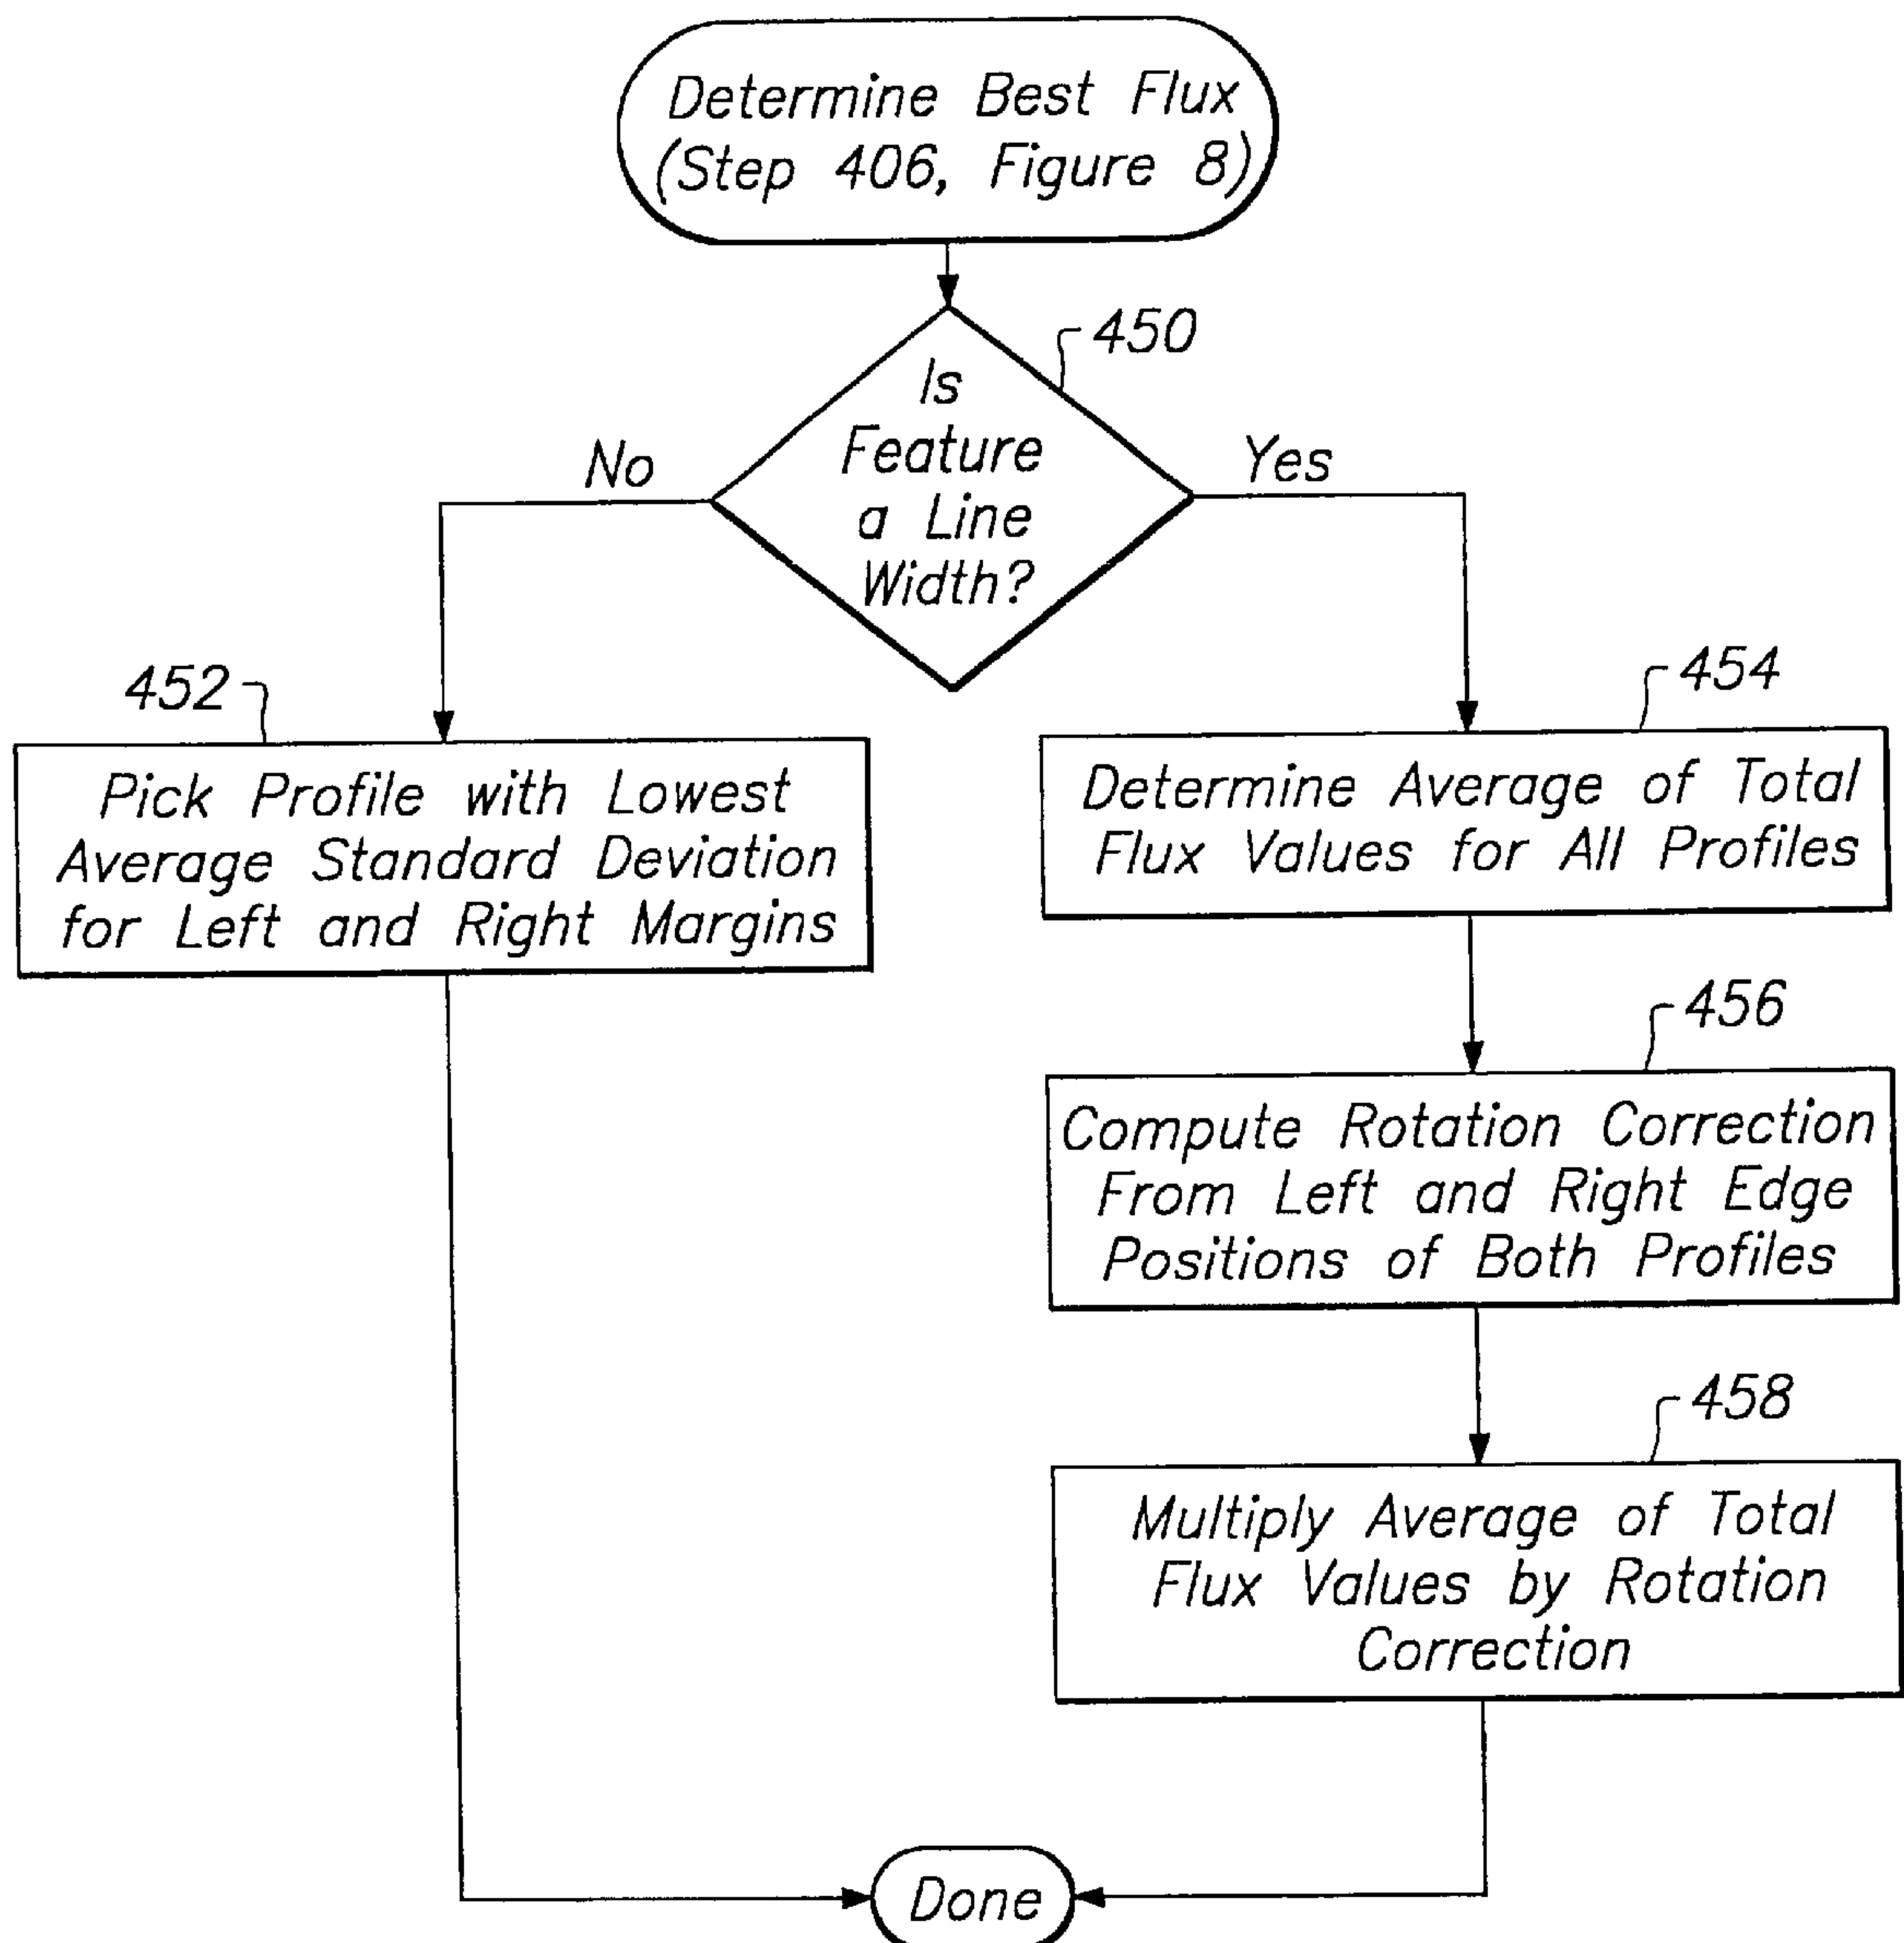 Determine Best Flux
(Step 406, Figure 8)
450
Is
Feature
a Line
Width?
No
Yes
452
Pick Profile with Lowest
Average Standard Deviation
for Left and Right Margins
454
Determine Average of Total
Flux Values for All Profiles
456
Compute Rotation Correction
From Left and Right Edge
Positions of Both Profiles
458
Multiply Average of Total
Flux Values by Rotation
Correction
Done